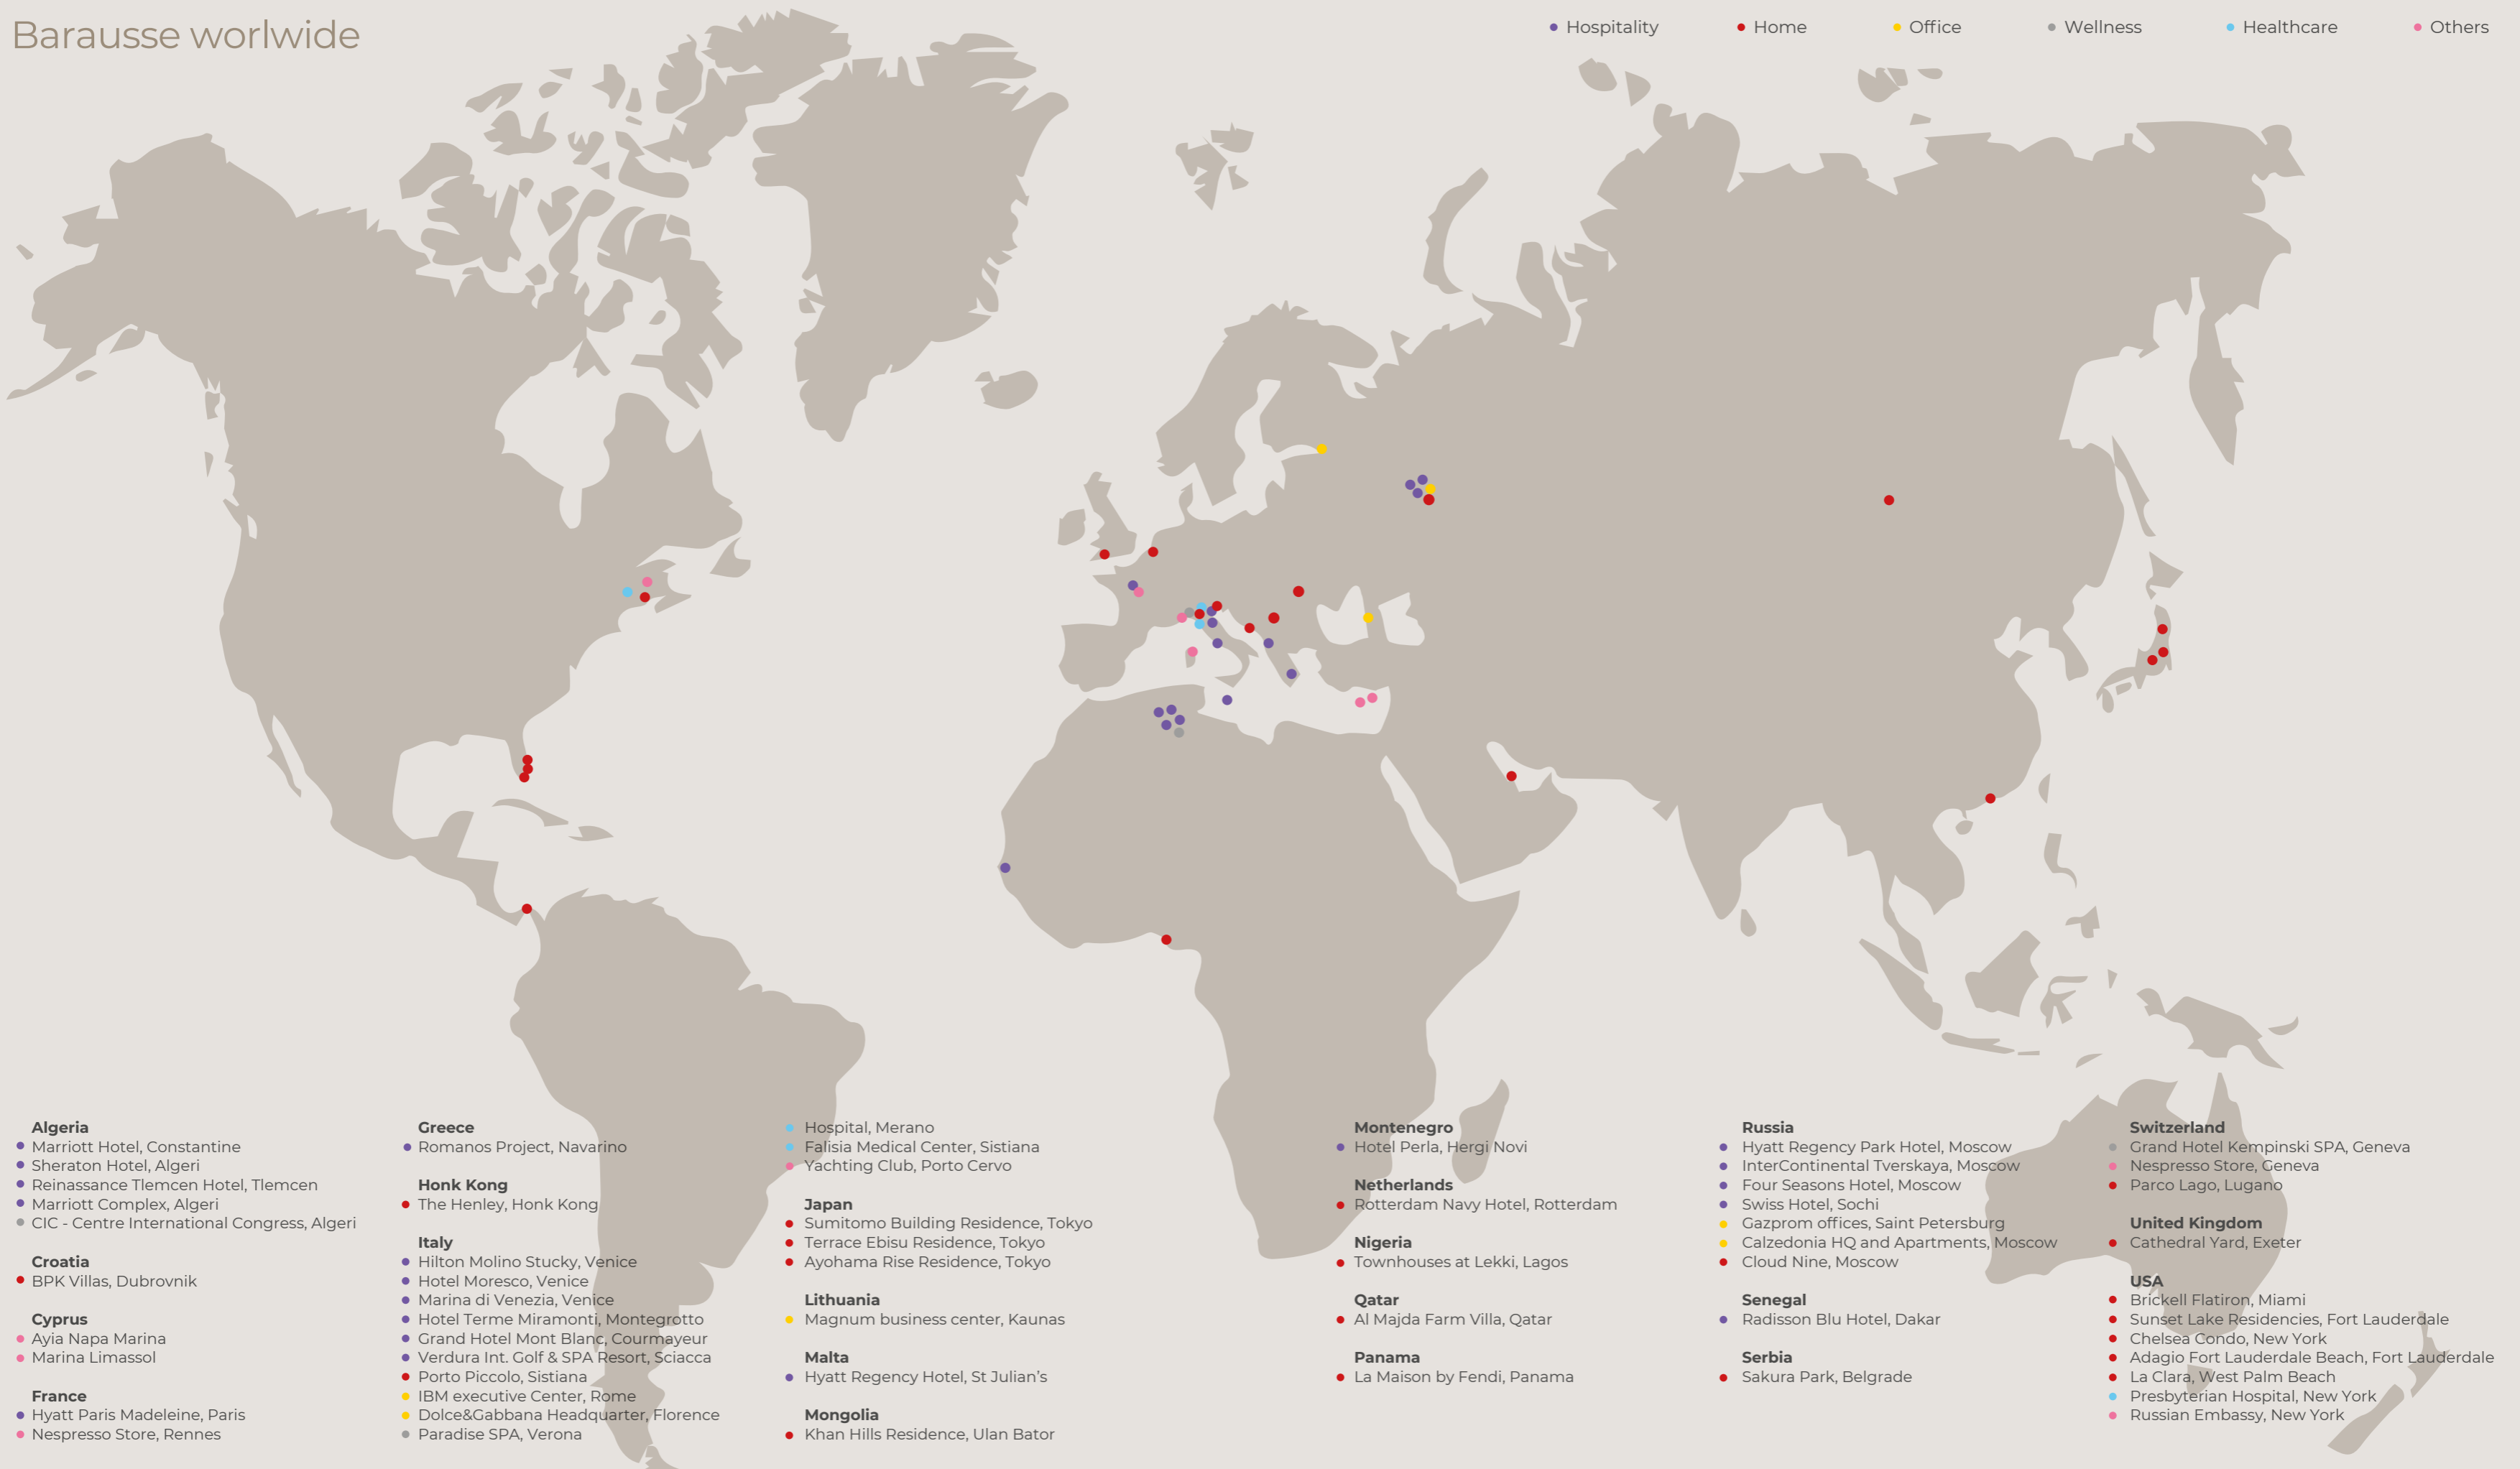 Barausse worlwide
Hospitality
Home
Office
Wellness
Healthcare
Others
Algeria
Marriott Hotel, Constantine
Sheraton Hotel, Algeri
Reinassance Tlemcen Hotel, Tlemcen
Marriott Complex, Algeri
CIC - Centre International Congress, Algeri
Croatia
BPK Villas, Dubrovnik
Cyprus
Ayia Napa Marina
Marina Limassol
France
Hyatt Paris Madeleine, Paris
Nespresso Store, Rennes
Greece
Romanos Project, Navarino
Honk Kong
The Henley, Honk Kong
Italy
Hilton Molino Stucky, Venice
Hotel Moresco, Venice
Marina di Venezia, Venice
Hotel Terme Miramonti, Montegrotto
Grand Hotel Mont Blanc, Courmayeur
Verdura Int. Golf & SPA Resort, Sciacca
Porto Piccolo, Sistiana
IBM executive Center, Rome
Dolce&Gabbana Headquarter, Florence
Paradise SPA, Verona
Hospital, Merano
Falisia Medical Center, Sistiana
Yachting Club, Porto Cervo
Japan
Sumitomo Building Residence, Tokyo
Terrace Ebisu Residence, Tokyo
Ayohama Rise Residence, Tokyo
Lithuania
Magnum business center, Kaunas
Malta
Hyatt Regency Hotel, St Julian’s
Mongolia
Khan Hills Residence, Ulan Bator
Montenegro
Hotel Perla, Hergi Novi
Netherlands
Rotterdam Navy Hotel, Rotterdam
Nigeria
Townhouses at Lekki, Lagos
Qatar
Al Majda Farm Villa, Qatar
Panama
La Maison by Fendi, Panama
Russia
Hyatt Regency Park Hotel, Moscow
InterContinental Tverskaya, Moscow
Four Seasons Hotel, Moscow
Swiss Hotel, Sochi
Gazprom offices, Saint Petersburg
Calzedonia HQ and Apartments, Moscow
Cloud Nine, Moscow
Senegal
Radisson Blu Hotel, Dakar
Serbia
Sakura Park, Belgrade
Switzerland
Grand Hotel Kempinski SPA, Geneva
Nespresso Store, Geneva
Parco Lago, Lugano
United Kingdom
Cathedral Yard, Exeter
USA
Brickell Flatiron, Miami
Sunset Lake Residencies, Fort Lauderdale
Chelsea Condo, New York
Adagio Fort Lauderdale Beach, Fort Lauderdale
La Clara, West Palm Beach
Presbyterian Hospital, New York
Russian Embassy, New York